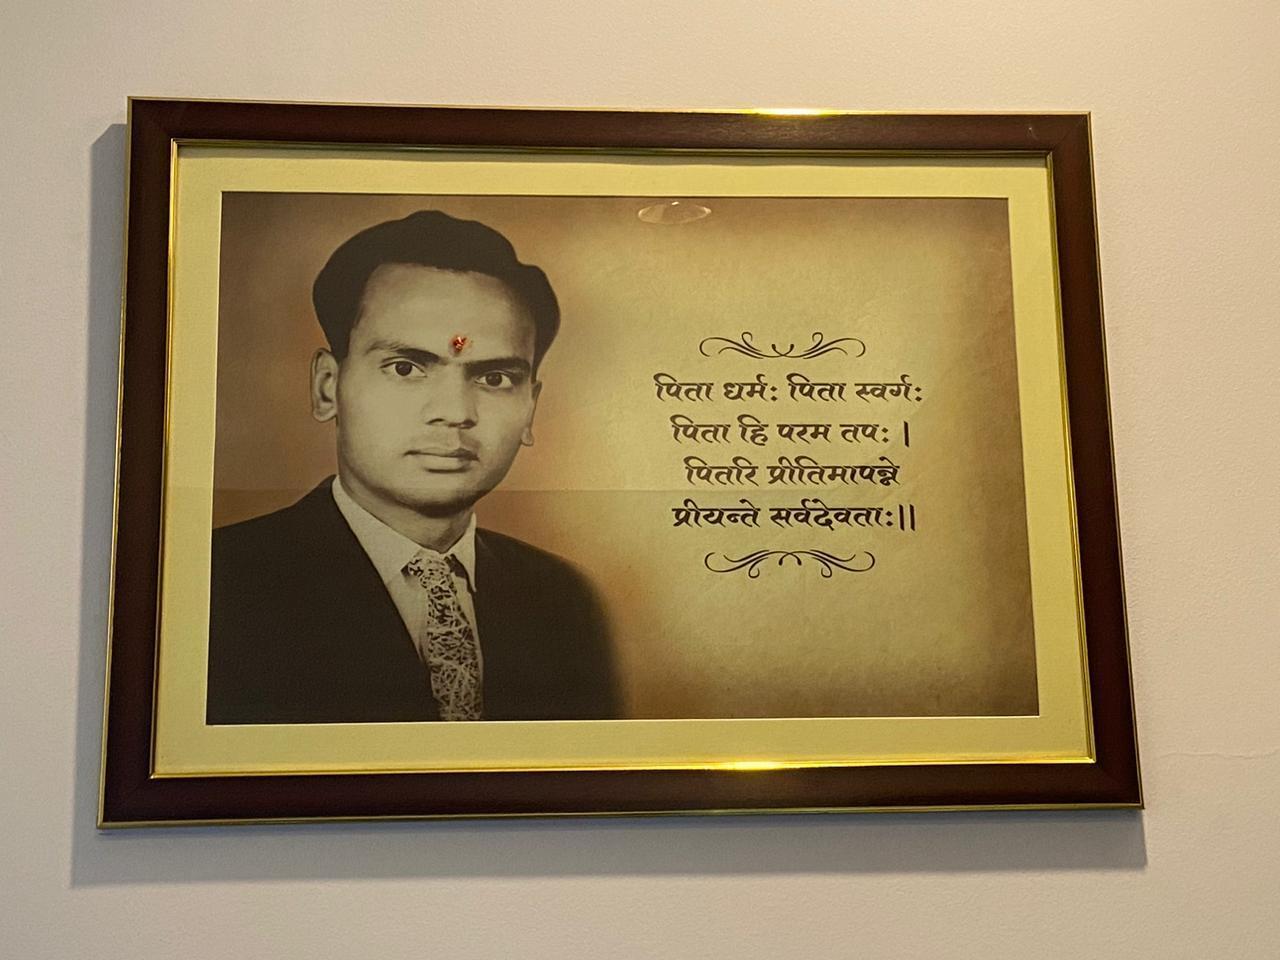 पिता धर्मः पिता स्वर्गः
पिता हि परम तपः |
पितरि प्रीतिमापन्ने
प्रीयन्ते सर्वदेवताः||